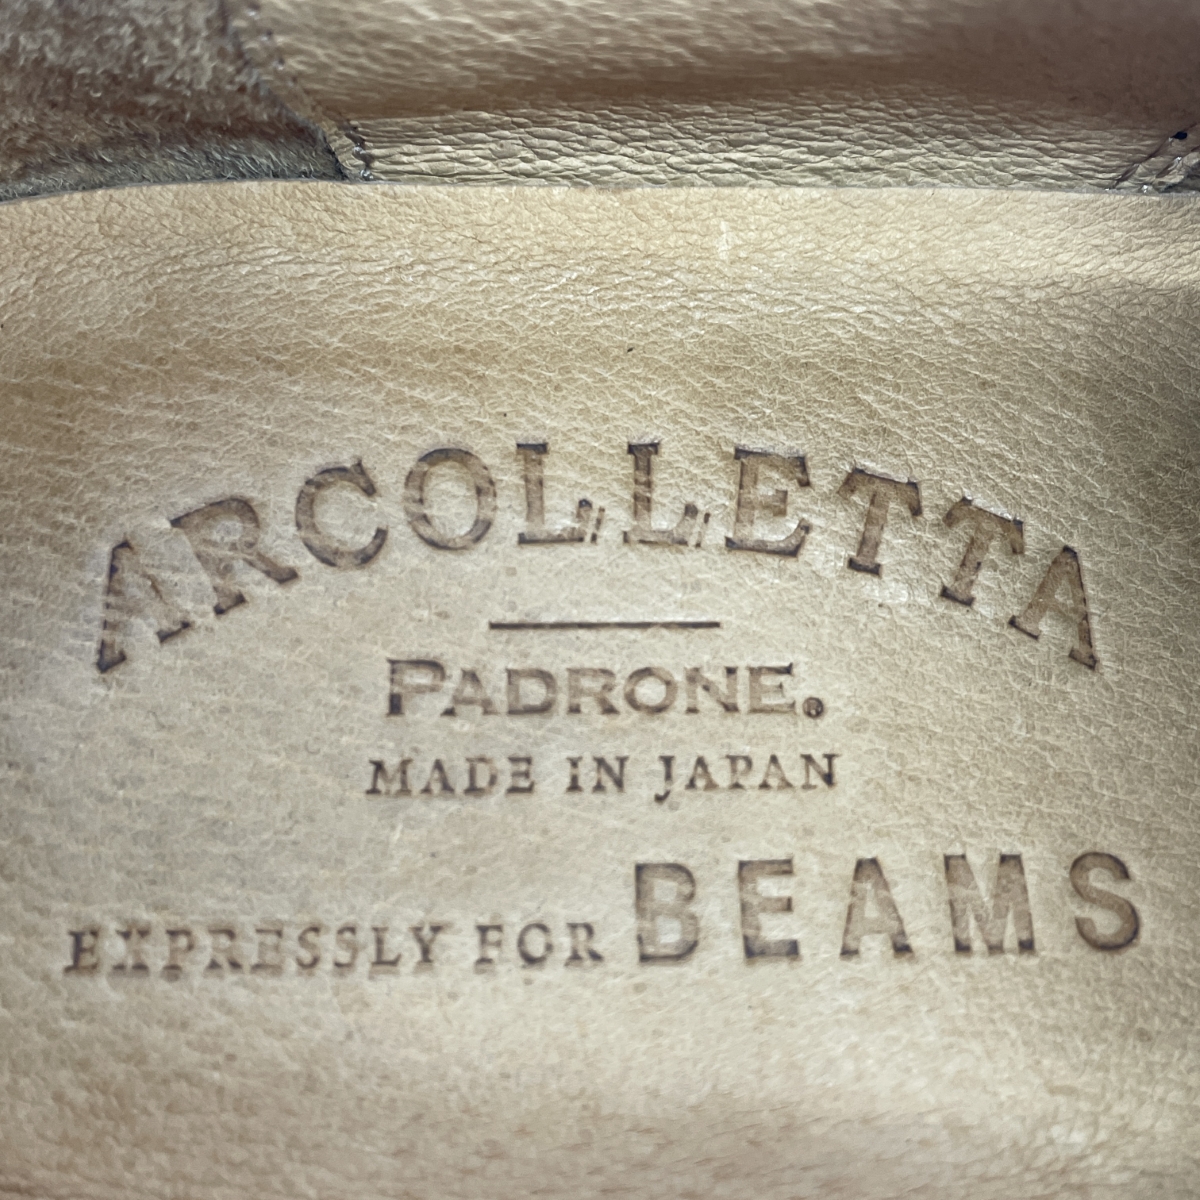 ARCOLLETTA
PADRONE.®
MADE IN JAPAN
EXPRESSLY FOR BEAMS